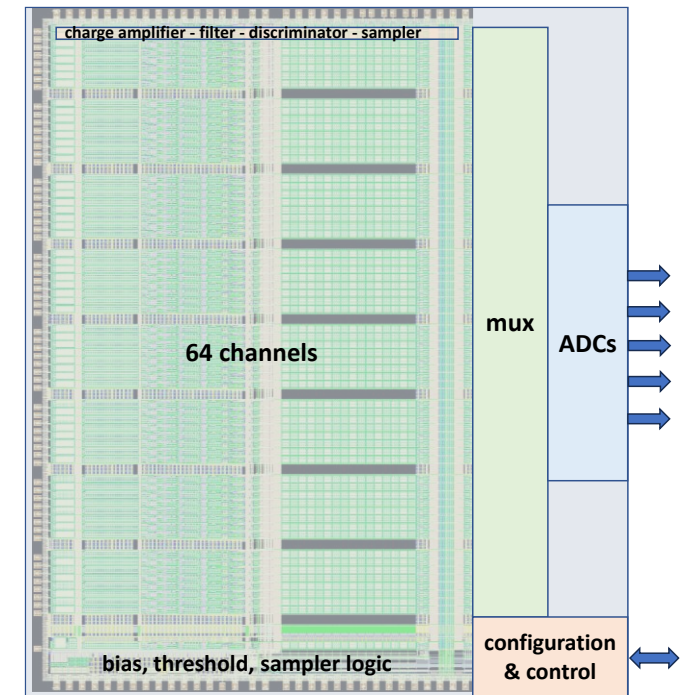 charge amplifier - filter - discriminator - sampler
64 channels
mux
ADCs
bias, threshold, sampler logic
configuration
& control